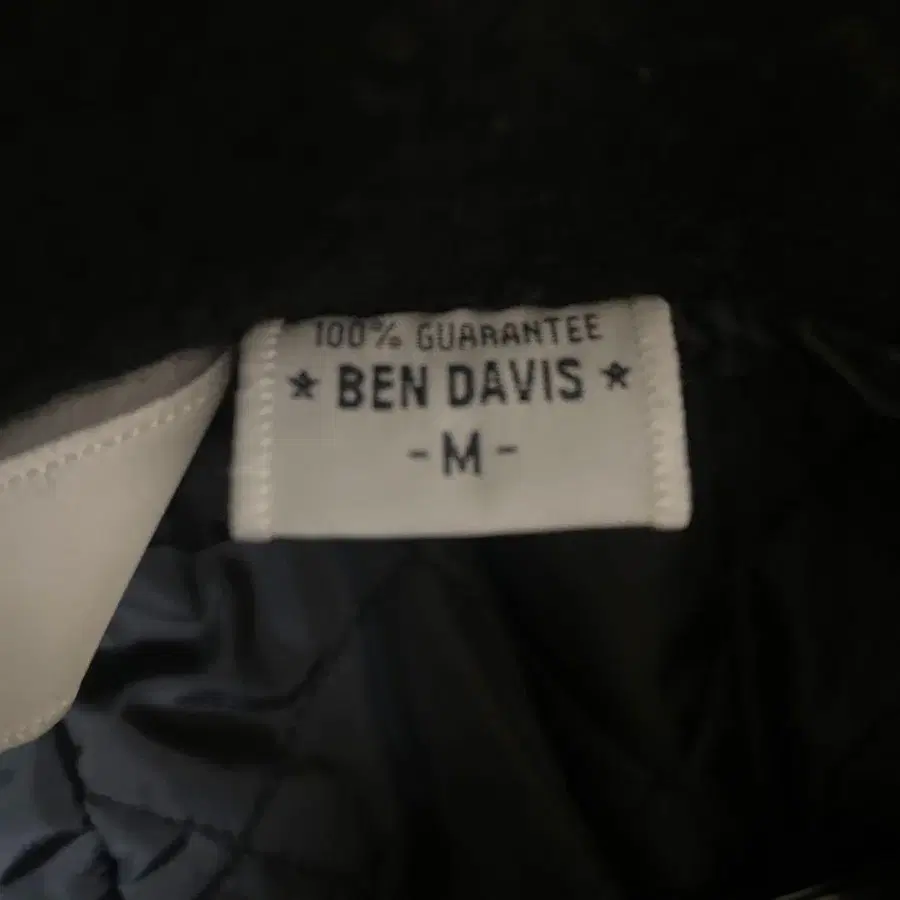 100% GUARANTEE
★ BEN DAVIS ★
-M-